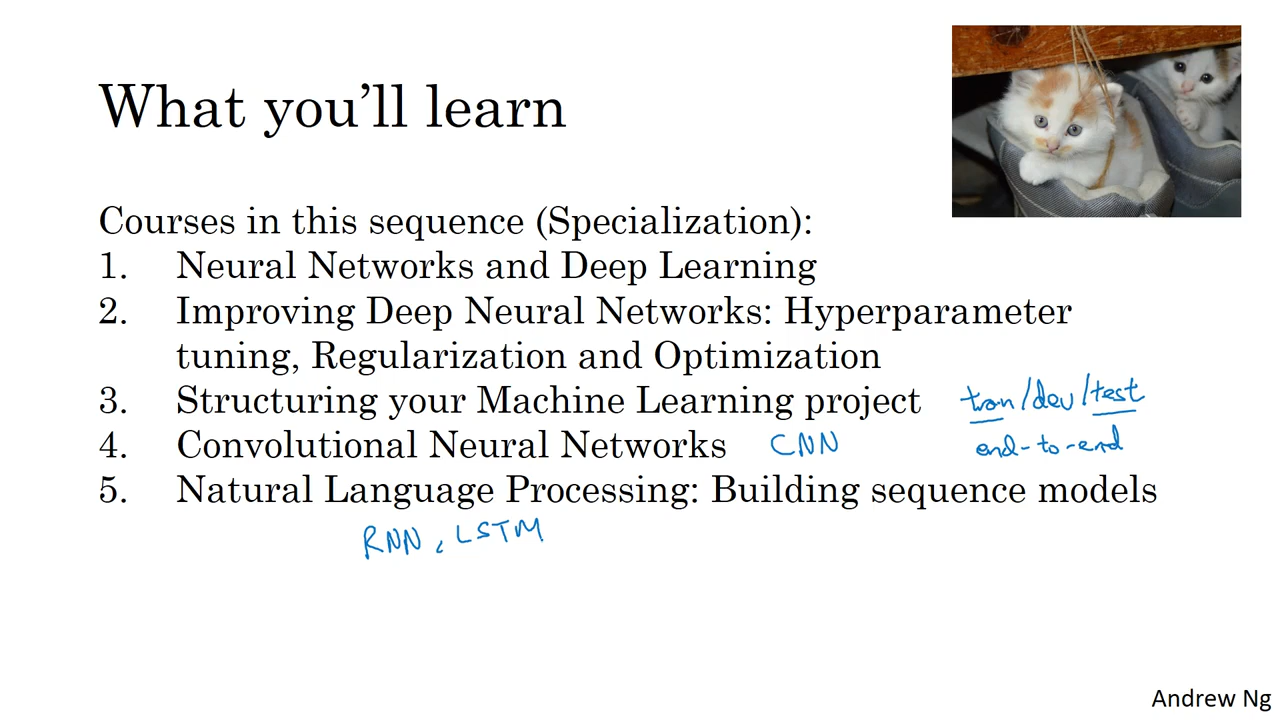 What you'll learn
Courses in this sequence (Specialization):
1. Neural Networks and Deep Learning
2. Improving Deep Neural Networks: Hyperparameter
tuning, Regularization and Optimization
3. Structuring your Machine Learning project train/dev/test
4. Convolutional Neural Networks CNN end-to-end
5. Natural Language Processing: Building sequence models
RNN, LSTM
Andrew Ng